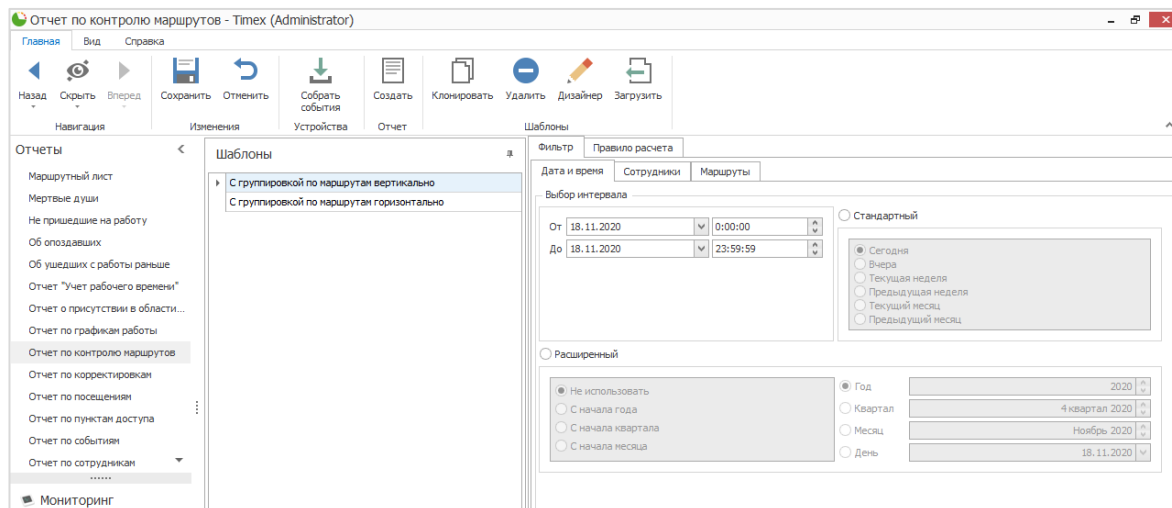 Отчет по контролю маршрутов - Timex (Administrator)
Главная Вид Справка
Назад Скрыть Вперед Сохранить Отменить Собрать события Создать Клонировать Удалить Дизайнер Загрузить
Навигация Изменения Устройства Отчет Шаблоны
Отчеты
Маршрутный лист
Мертвые души
Не пришедшие на работу
Об опоздавших
Об ушедших с работы раньше
Отчет "Учет рабочего времени"
Отчет о присутствии в области...
Отчет по графикам работы
Отчет по контролю маршрутов
Отчет по корректировкам
Отчет по посещениям
Отчет по пунктам доступа
Отчет по событиям
Отчет по сотрудникам
Мониторинг
Шаблоны
С группировкой по маршрутам вертикально
С группировкой по маршрутам горизонтально
Фильтр Правило расчета
Дата и время Сотрудники Маршруты
Выбор интервала
От 18.11.2020 0:00:00
До 18.11.2020 23:59:59
Стандартный
Сегодня
Вчера
Текущая неделя
Предыдущая неделя
Текущий месяц
Предыдущий месяц
Расширенный
Не использовать
С начала года
С начала квартала
С начала месяца
Год 2020
Квартал 4 квартал 2020
Месяц Ноябрь 2020
День 18.11.2020